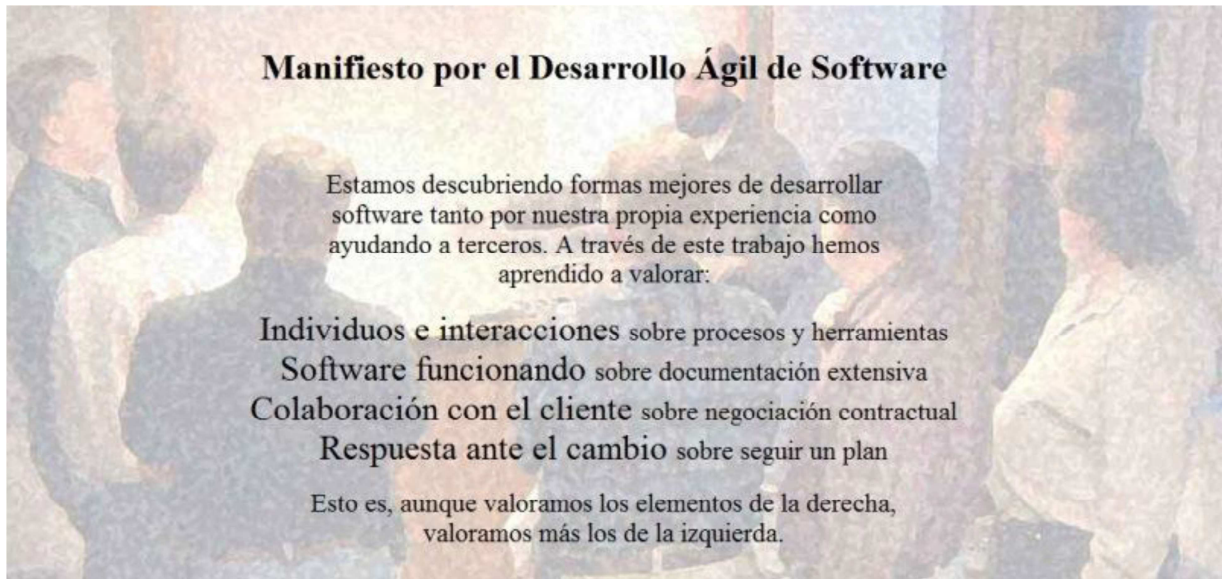 Manifiesto por el Desarrollo Ágil de Software
Estamos descubriendo formas mejores de desarrollar
software tanto por nuestra propia experiencia como
ayudando a terceros. A través de este trabajo hemos
aprendido a valorar:
Individuos e interacciones sobre procesos y herramientas
Software funcionando sobre documentación extensiva
Colaboración con el cliente sobre negociación contractual
Respuesta ante el cambio sobre seguir un plan
Esto es, aunque valoramos los elementos de la derecha,
valoramos más los de la izquierda.